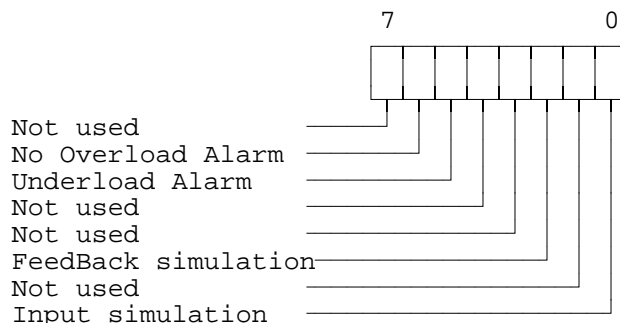 7 0
Not used
No Overload Alarm
Underload Alarm
Not used
Not used
FeedBack simulation
Not used
Input simulation